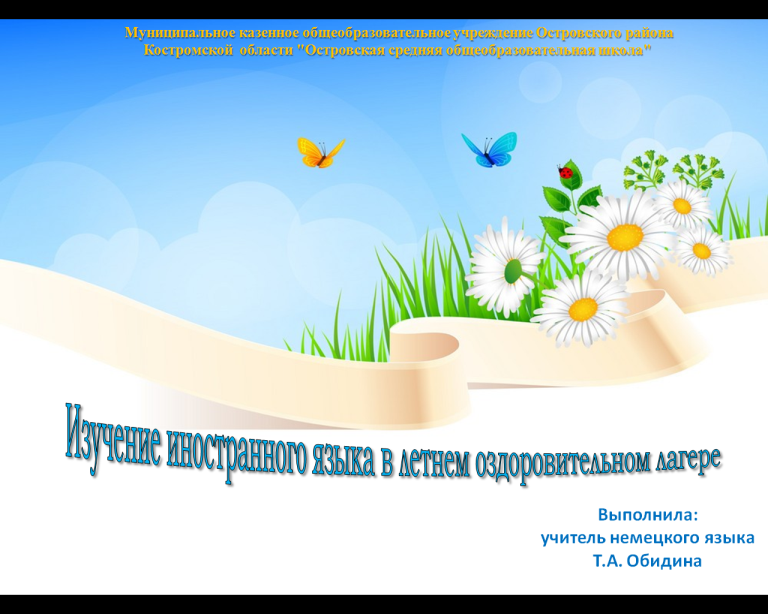 Муниципальное казенное общеобразовательное учреждение Островского района
Костромской области "Островская средняя общеобразовательная школа"
Изучение иностранного языка в летнем оздоровительном лагере
Выполнила:
учитель немецкого языка
Т.А. Обидина